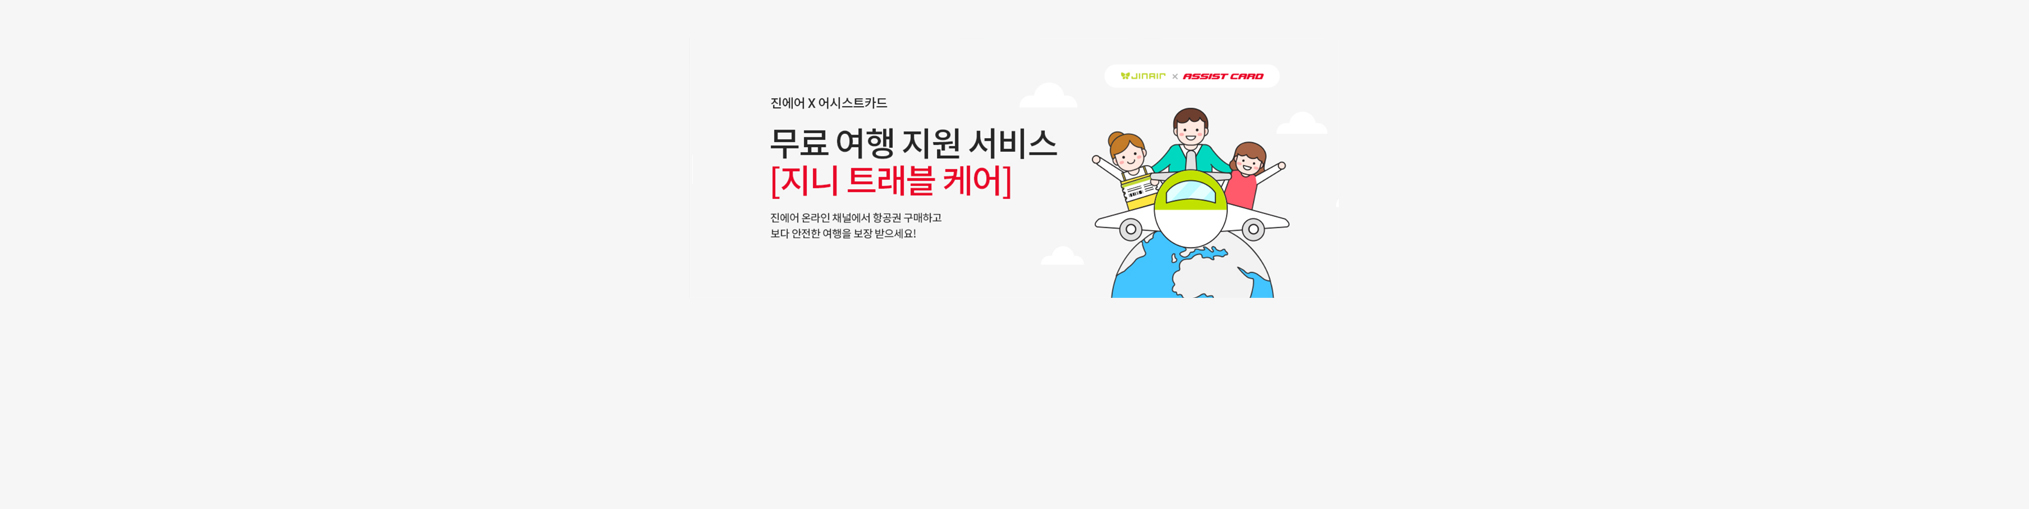 JINAIR × ASSIST CARD
진에어 X 어시스트카드
무료 여행 지원 서비스
[지니 트래블 케어]
진에어 온라인 채널에서 항공권 구매하고
보다 안전한 여행을 보장 받으세요!